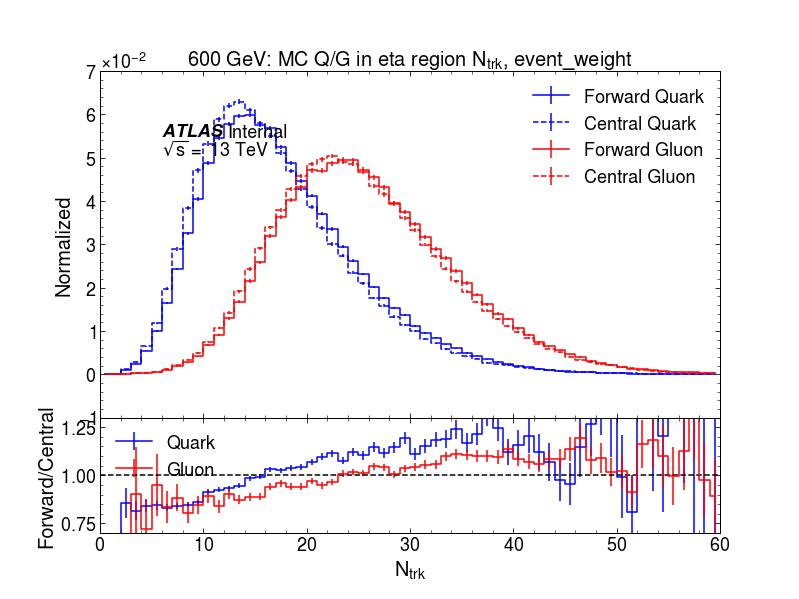 ×10⁻²
600 GeV: MC Q/G in eta region N_trk, event_weight
7
6
5
4
3
2
1
0
−1
Normalized
ATLAS Internal
√s = 13 TeV
Forward Quark
Central Quark
Forward Gluon
Central Gluon
1.25
1.00
0.75
Forward/Central
Quark
Gluon
0 10 20 30 40 50 60
N_trk